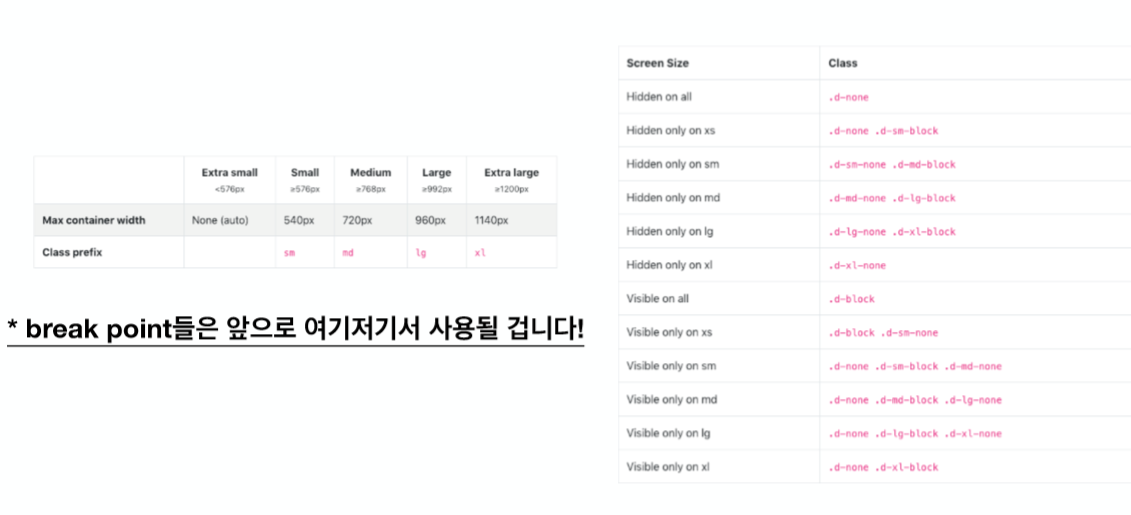 Extra small Small Medium Large Extra large
<576px ≥576px ≥768px ≥992px ≥1200px
Max container width None (auto) 540px 720px 960px 1140px
Class prefix sm md lg xl
* break point들은 앞으로 여기저기서 사용될 겁니다!
Screen Size Class
Hidden on all .d-none
Hidden only on xs .d-none .d-sm-block
Hidden only on sm .d-sm-none .d-md-block
Hidden only on md .d-md-none .d-lg-block
Hidden only on lg .d-lg-none .d-xl-block
Hidden only on xl .d-xl-none
Visible on all .d-block
Visible only on xs .d-block .d-sm-none
Visible only on sm .d-none .d-sm-block .d-md-none
Visible only on md .d-none .d-md-block .d-lg-none
Visible only on lg .d-none .d-lg-block .d-xl-none
Visible only on xl .d-none .d-xl-block